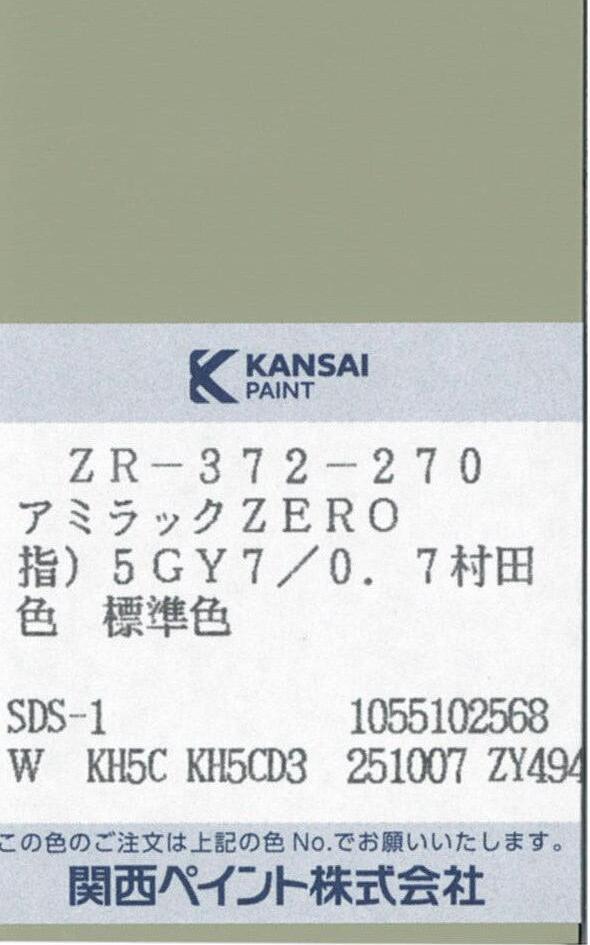 KANSAI
PAINT
ZR-372-270
アミラックZERO
指) 5GY7/0. 7村田
色 標準色
SDS-1 1055102568
W KH5C KH5CD3 251007 ZY494
この色のご注文は上記の色 No.でお願いいたします。
関西ペイント株式会社